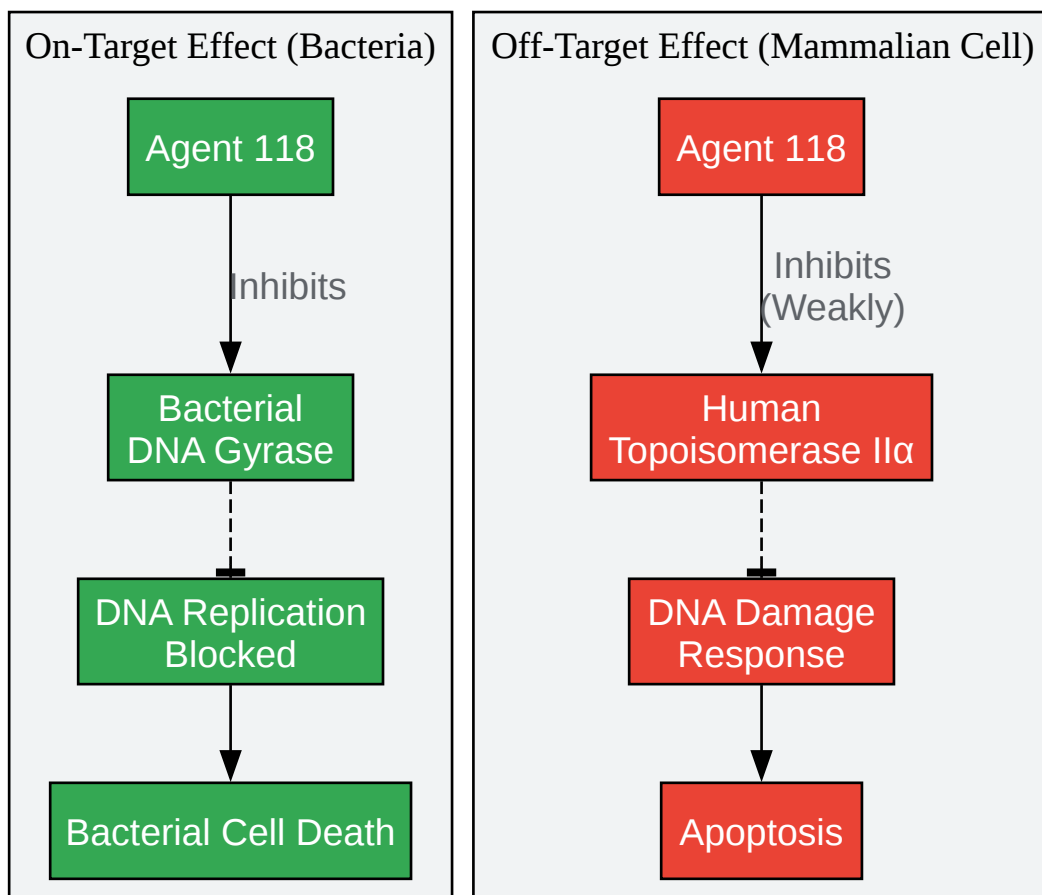 On-Target Effect (Bacteria)
Agent 118
Inhibits
Bacterial
DNA Gyrase
DNA Replication
Blocked
Bacterial Cell Death
Off-Target Effect (Mammalian Cell)
Agent 118
Inhibits
(Weakly)
Human
Topoisomerase IIα
DNA Damage
Response
Apoptosis